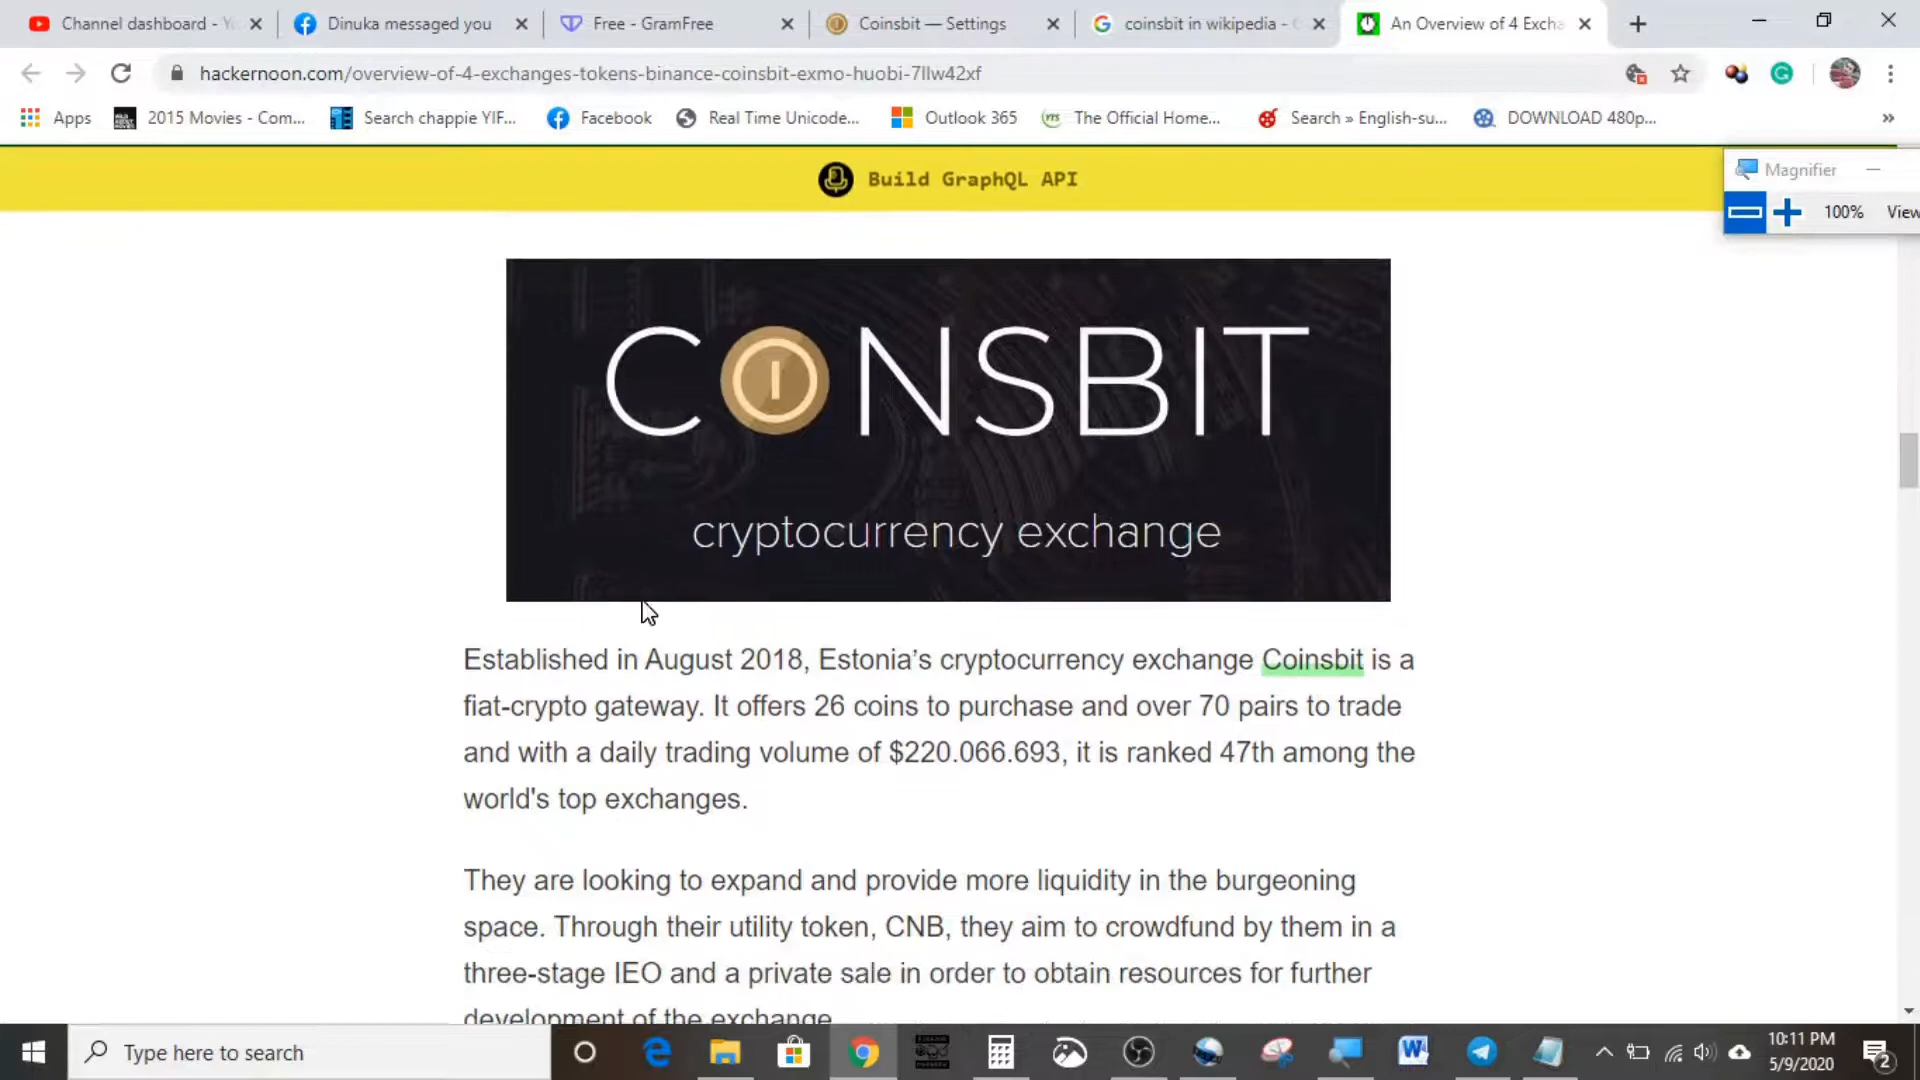 Channel dashboard - Y
Dinuka messaged you
Free - GramFree
Coinsbit — Settings
coinsbit in wikipedia -
An Overview of 4 Excha
hackernoon.com/overview-of-4-exchanges-tokens-binance-coinsbit-exmo-huobi-7llw42xf
Apps
2015 Movies - Com...
Search chappie YIF...
Facebook
Real Time Unicode...
Outlook 365
The Official Home...
Search » English-su...
DOWNLOAD 480p...
»
Build GraphQL API
Magnifier
100%
View
COINSBIT
cryptocurrency exchange
Established in August 2018, Estonia’s cryptocurrency exchange Coinsbit is a
fiat-crypto gateway. It offers 26 coins to purchase and over 70 pairs to trade
and with a daily trading volume of $220.066.693, it is ranked 47th among the
world's top exchanges.
They are looking to expand and provide more liquidity in the burgeoning
space. Through their utility token, CNB, they aim to crowdfund by them in a
three-stage IEO and a private sale in order to obtain resources for further
development of the exchange
Type here to search
10:11 PM
5/9/2020
2